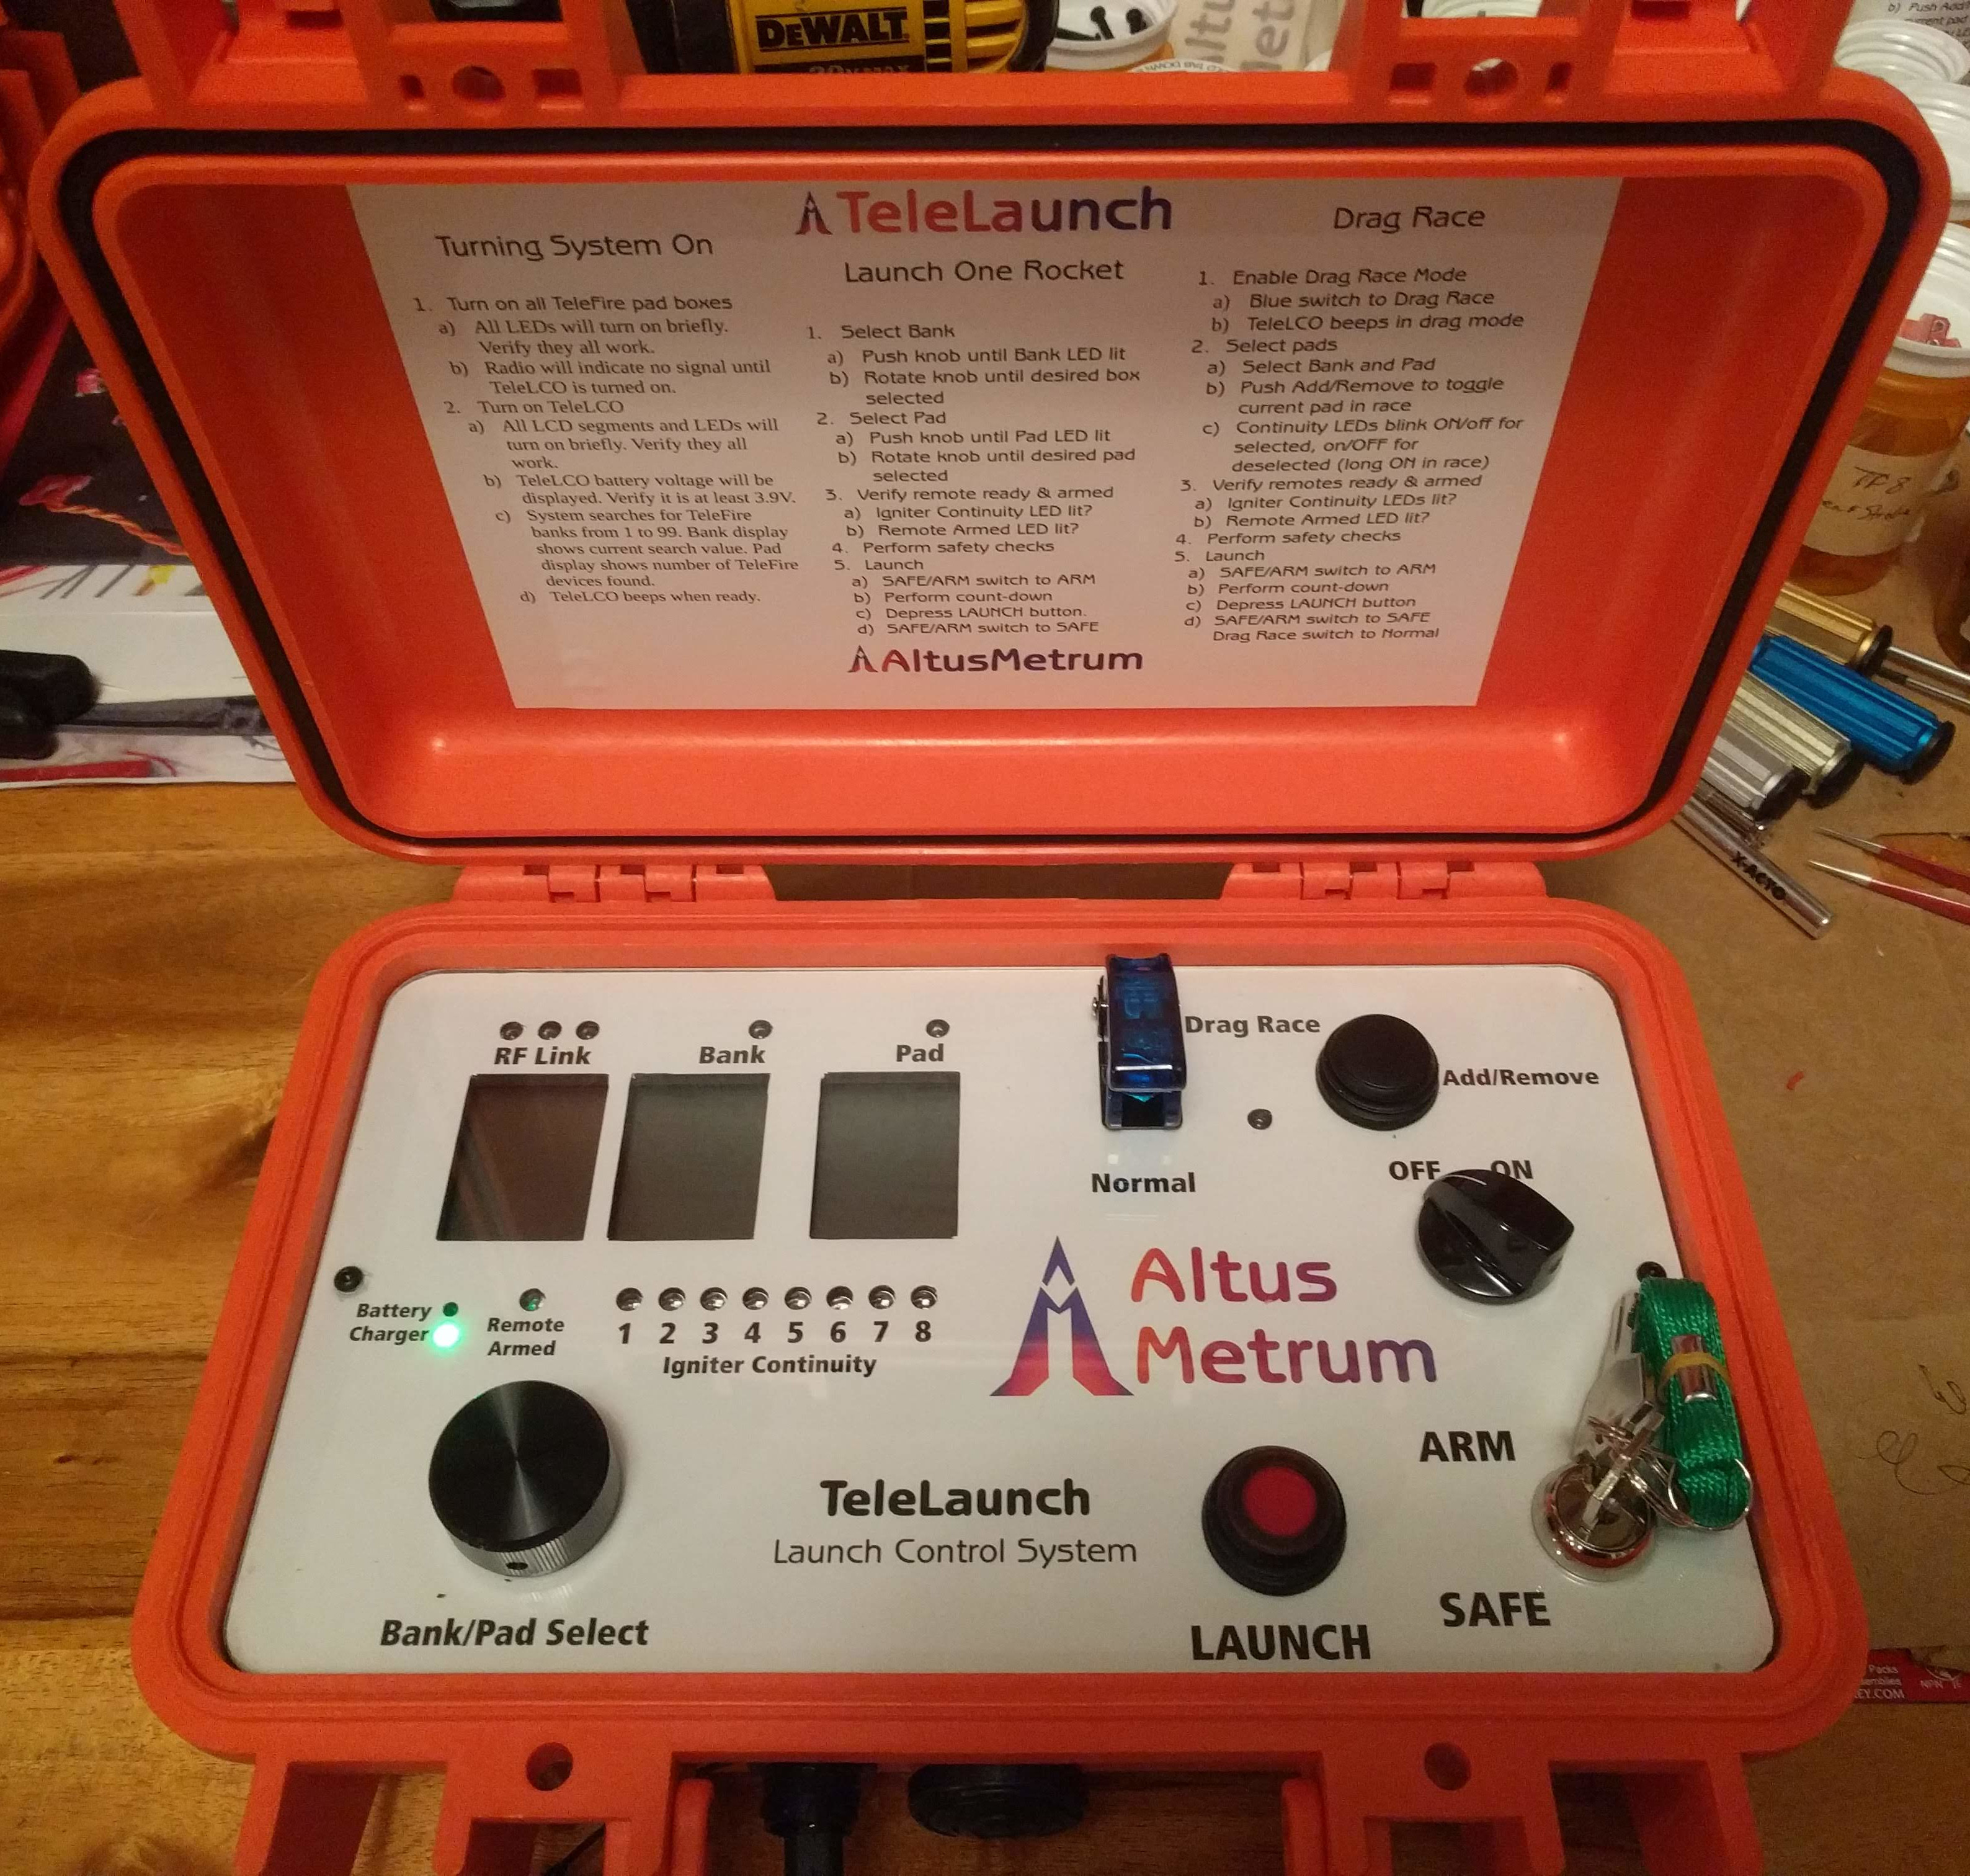 DEWALT
20V MAX
TeleLaunch
Turning System On
1. Turn on all TeleFire pad boxes
a) All LEDs will turn on briefly.
Verify they all work.
b) Radio will indicate no signal until
TeleLCO is turned on.
2. Turn on TeleLCO
a) All LCD segments and LEDs will
turn on briefly. Verify they all
work.
b) TeleLCO battery voltage will be
displayed. Verify it is at least 3.9V.
c) System searches for TeleFire
banks from 1 to 99. Bank display
shows current search value. Pad
display shows number of TeleFire
devices found.
d) TeleLCO beeps when ready.
Launch One Rocket
1. Select Bank
a) Push knob until Bank LED lit
b) Rotate knob until desired box
selected
2. Select Pad
a) Push knob until Pad LED lit
b) Rotate knob until desired pad
selected
3. Verify remote ready & armed
a) Igniter Continuity LED lit?
b) Remote Armed LED lit?
4. Perform safety checks
5. Launch
a) SAFE/ARM switch to ARM
b) Perform count-down
c) Depress LAUNCH button.
d) SAFE/ARM switch to SAFE
Drag Race
1. Enable Drag Race Mode
a) Blue switch to Drag Race
b) TeleLCO beeps in drag mode
2. Select pads
a) Select Bank and Pad
b) Push Add/Remove to toggle
current pad in race
c) Continuity LEDs blink ON/off for
selected, on/OFF for
deselected (long ON in race)
3. Verify remotes ready & armed
a) Igniter Continuity LEDs lit?
b) Remote Armed LED lit?
4. Perform safety checks
5. Launch
a) SAFE/ARM switch to ARM
b) Perform count-down
c) Depress LAUNCH button
d) SAFE/ARM switch to SAFE
Drag Race switch to Normal
AltusMetrum
X-ACTO
RF Link
Bank
Pad
Drag Race
Add/Remove
Normal
OFF ON
Battery
Charger
Remote
Armed
1 2 3 4 5 6 7 8
Igniter Continuity
Altus
Metrum
ARM
TeleLaunch
Launch Control System
SAFE
Bank/Pad Select
LAUNCH
Packs
EY.COM